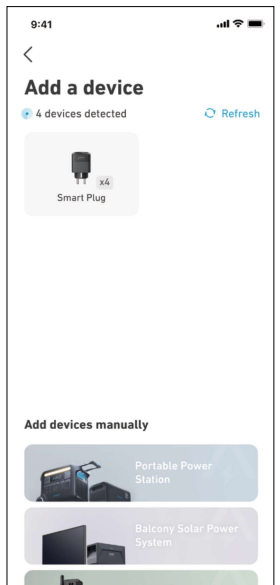 9:41
Add a device
4 devices detected
Refresh
x4
Smart Plug
Add devices manually
Portable Power
Station
Balcony Solar Power
System